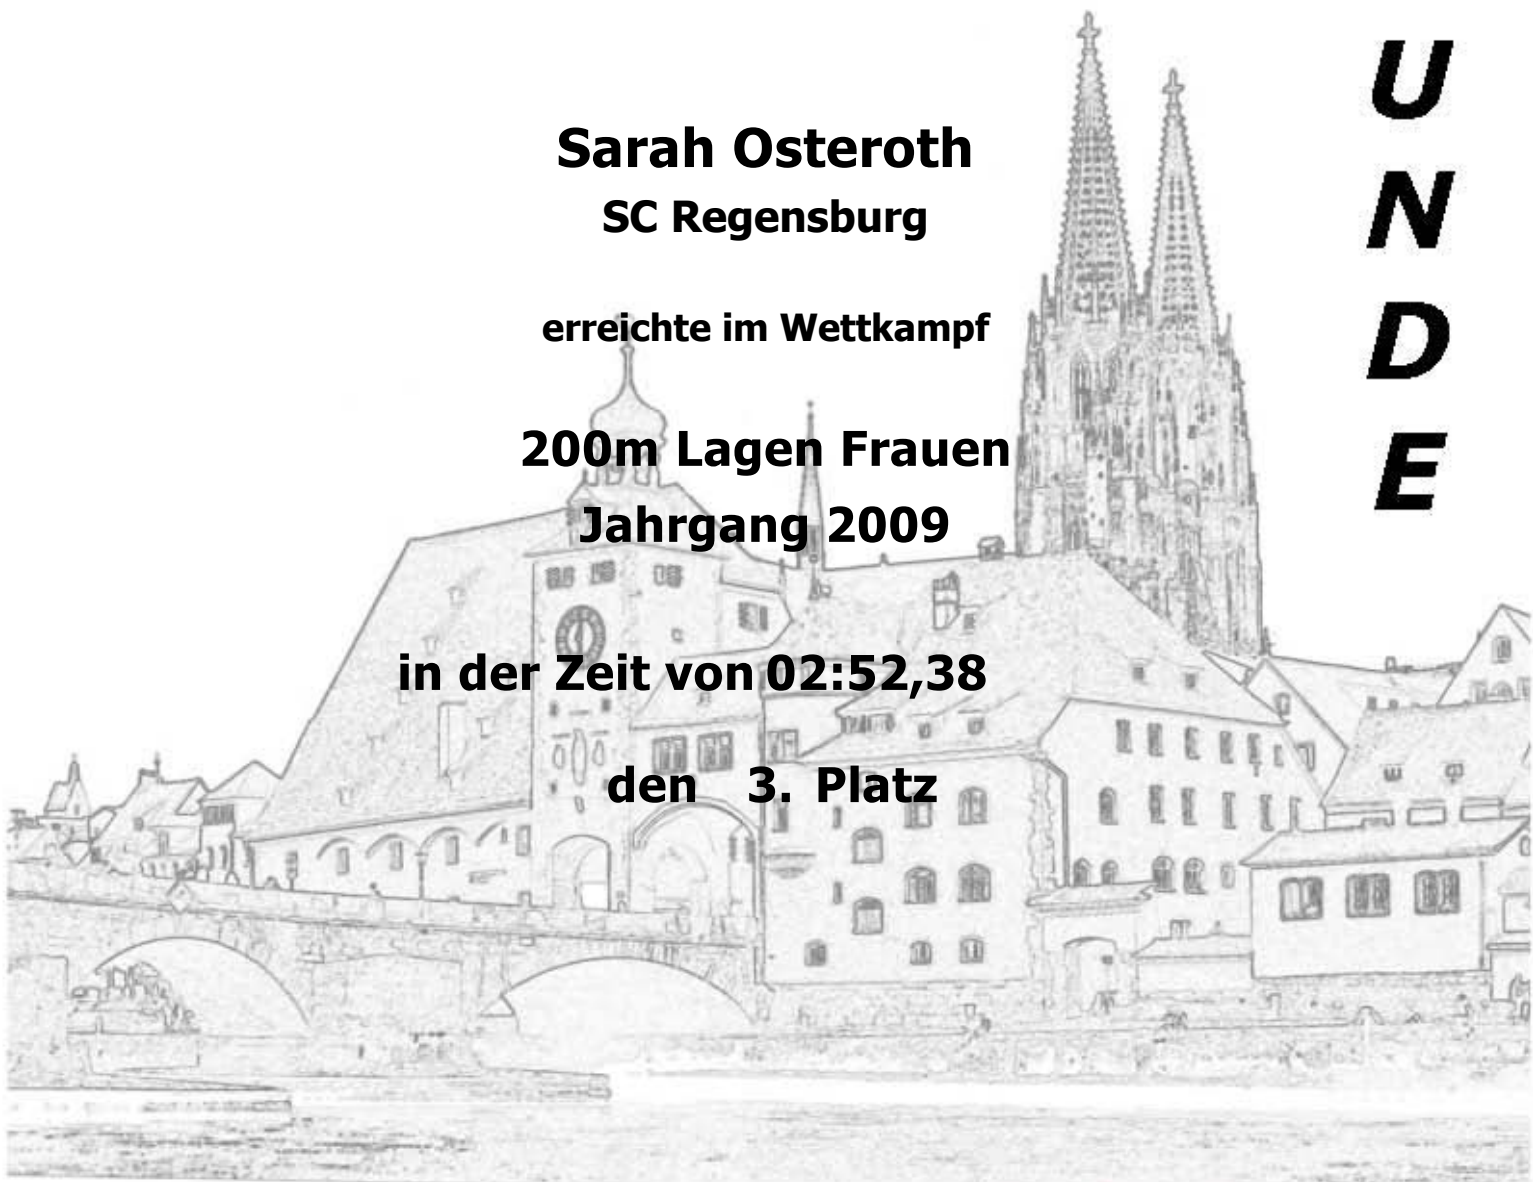 Sarah Osteroth
SC Regensburg
erreichte im Wettkampf
200m Lagen Frauen
Jahrgang 2009
in der Zeit von 02:52,38
den 3. Platz
U
N
D
E